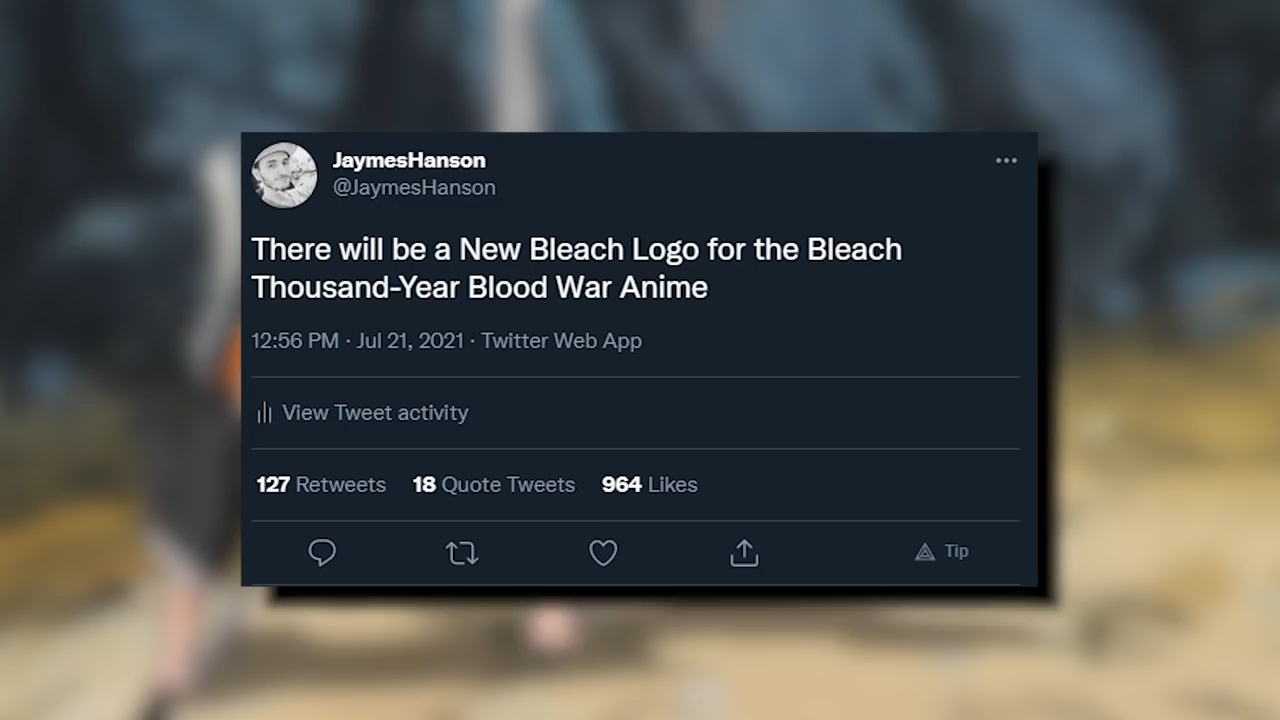 JaymesHanson
@JaymesHanson
There will be a New Bleach Logo for the Bleach
Thousand-Year Blood War Anime
12:56 PM · Jul 21, 2021 · Twitter Web App
View Tweet activity
127 Retweets 18 Quote Tweets 964 Likes
Tip